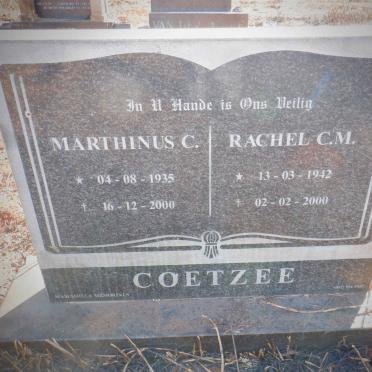 In U Hande is Ons Veilig
MARTHINUS C.
★ 04 - 08 - 1935
† 16 - 12 - 2000
RACHEL C.M.
★ 13 - 03 - 1942
† 02 - 02 - 2000
COETZEE